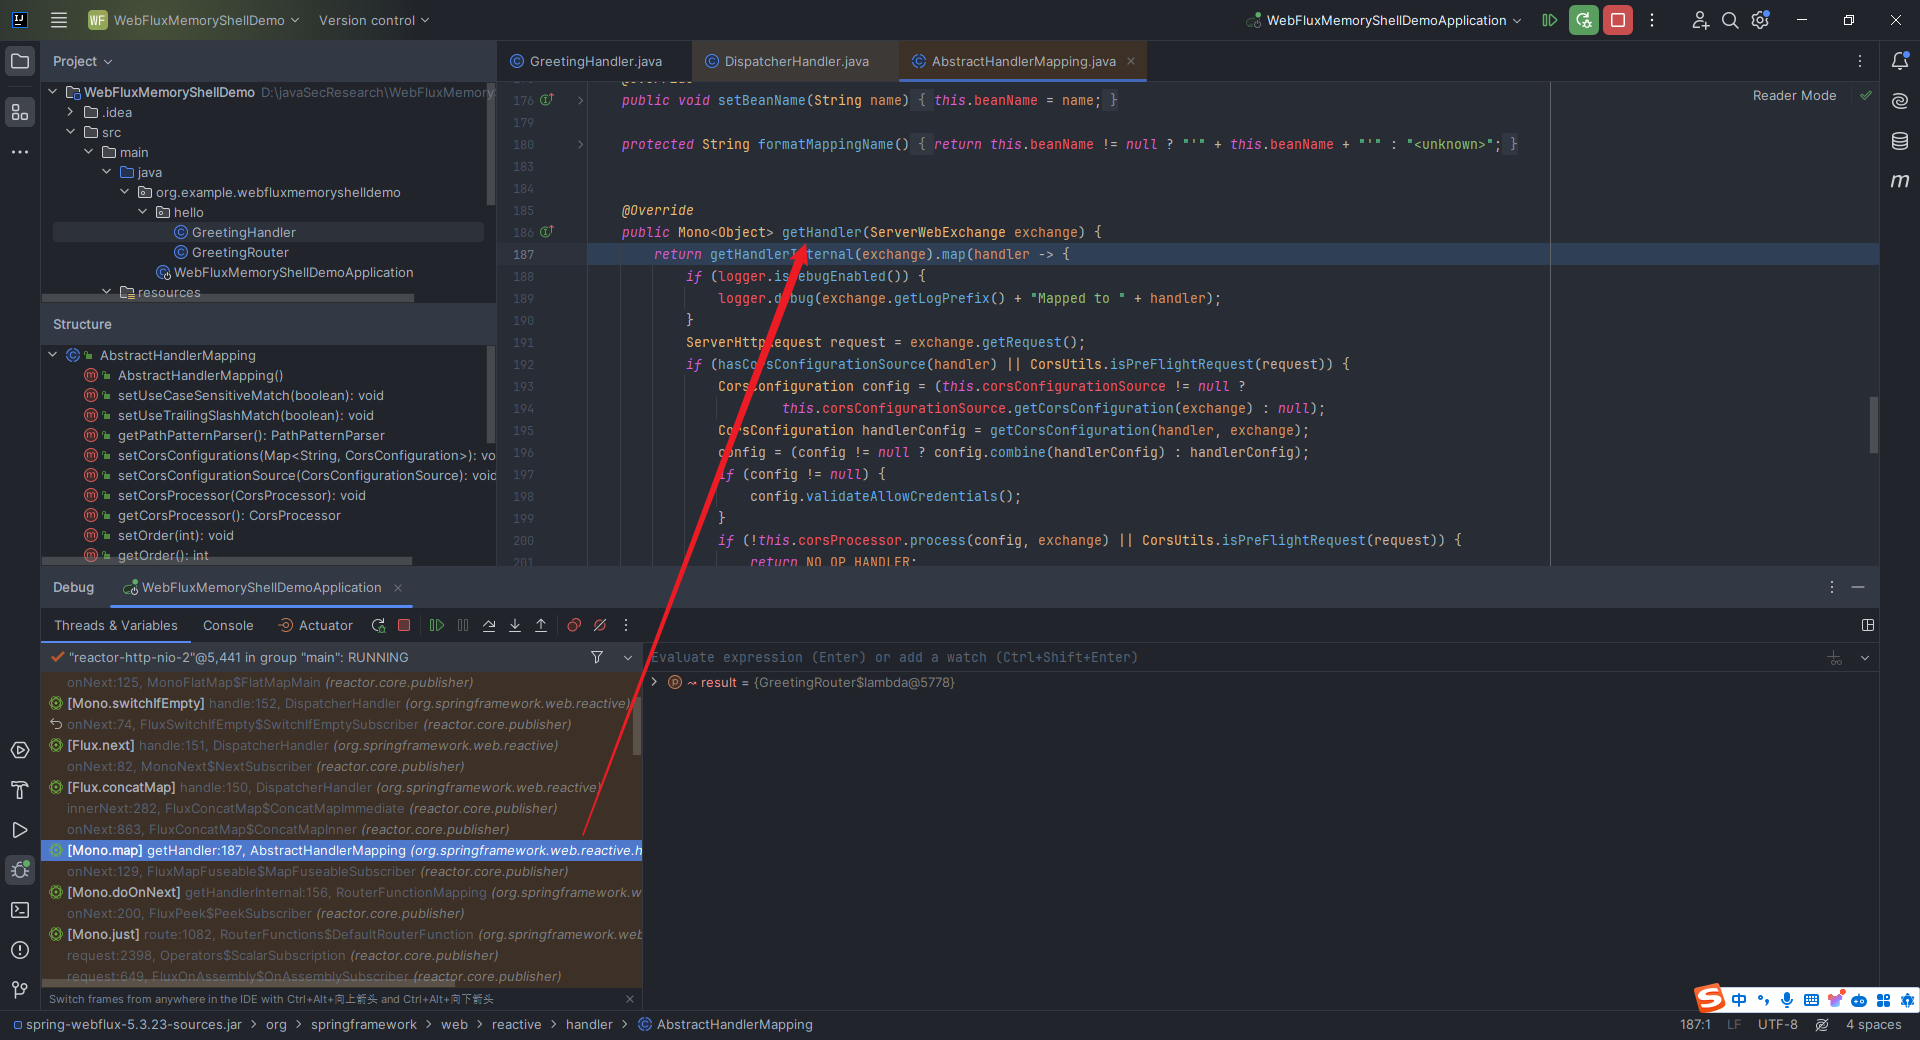 WF WebFluxMemoryShellDemo Version control WebFluxMemoryShellDemoApplication
Project
WebFluxMemoryShellDemo D:\javaSecResearch\WebFluxMemoryS
.idea
src
main
java
org.example.webfluxmemoryshelldemo
hello
GreetingHandler
GreetingRouter
WebFluxMemoryShellDemoApplication
resources
Structure
AbstractHandlerMapping
AbstractHandlerMapping()
setUseCaseSensitiveMatch(boolean): void
setUseTrailingSlashMatch(boolean): void
getPathPatternParser(): PathPatternParser
setCorsConfigurations(Map<String, CorsConfiguration>): vo
setCorsConfigurationSource(CorsConfigurationSource): void
setCorsProcessor(CorsProcessor): void
getCorsProcessor(): CorsProcessor
setOrder(int): void
getOrder(): int
GreetingHandler.java DispatcherHandler.java AbstractHandlerMapping.java
Reader Mode
@Override
176 public void setBeanName(String name) { this.beanName = name; }
179
180 protected String formatMappingName() { return this.beanName != null ? "'" + this.beanName + "'" : "<unknown>"; }
183
184
185 @Override
186 public Mono<Object> getHandler(ServerWebExchange exchange) {
187 return getHandlerInternal(exchange).map(handler -> {
188 if (logger.isDebugEnabled()) {
189 logger.debug(exchange.getLogPrefix() + "Mapped to " + handler);
190 }
191 ServerHttpRequest request = exchange.getRequest();
192 if (hasCorsConfigurationSource(handler) || CorsUtils.isPreFlightRequest(request)) {
193 CorsConfiguration config = (this.corsConfigurationSource != null ?
194 this.corsConfigurationSource.getCorsConfiguration(exchange) : null);
195 CorsConfiguration handlerConfig = getCorsConfiguration(handler, exchange);
196 config = (config != null ? config.combine(handlerConfig) : handlerConfig);
197 if (config != null) {
198 config.validateAllowCredentials();
199 }
200 if (!this.corsProcessor.process(config, exchange) || CorsUtils.isPreFlightRequest(request)) {
201 return NO_OP_HANDLER;
Debug WebFluxMemoryShellDemoApplication
Threads & Variables Console Actuator
"reactor-http-nio-2"@5,441 in group "main": RUNNING
onNext:125, MonoFlatMap$FlatMapMain (reactor.core.publisher)
[Mono.switchIfEmpty] handle:152, DispatcherHandler (org.springframework.web.reactive)
onNext:74, FluxSwitchIfEmpty$SwitchIfEmptySubscriber (reactor.core.publisher)
[Flux.next] handle:151, DispatcherHandler (org.springframework.web.reactive)
onNext:82, MonoNext$NextSubscriber (reactor.core.publisher)
[Flux.concatMap] handle:150, DispatcherHandler (org.springframework.web.reactive)
innerNext:282, FluxConcatMap$ConcatMapImmediate (reactor.core.publisher)
onNext:863, FluxConcatMap$ConcatMapInner (reactor.core.publisher)
[Mono.map] getHandler:187, AbstractHandlerMapping (org.springframework.web.reactive.h
onNext:129, FluxMapFuseable$MapFuseableSubscriber (reactor.core.publisher)
[Mono.doOnNext] getHandlerInternal:156, RouterFunctionMapping (org.springframework.w
onNext:200, FluxPeek$PeekSubscriber (reactor.core.publisher)
[Mono.just] route:1082, RouterFunctions$DefaultRouterFunction (org.springframework.web
request:2398, Operators$ScalarSubscription (reactor.core.publisher)
request:649, FluxOnAssembly$OnAssemblySubscriber (reactor.core.publisher)
Switch frames from anywhere in the IDE with Ctrl+Alt+向上箭头 and Ctrl+Alt+向下箭头
Evaluate expression (Enter) or add a watch (Ctrl+Shift+Enter)
result = {GreetingRouter$lambda@5778}
spring-webflux-5.3.23-sources.jar org springframework web reactive handler AbstractHandlerMapping
187:1 LF UTF-8 4 spaces
中